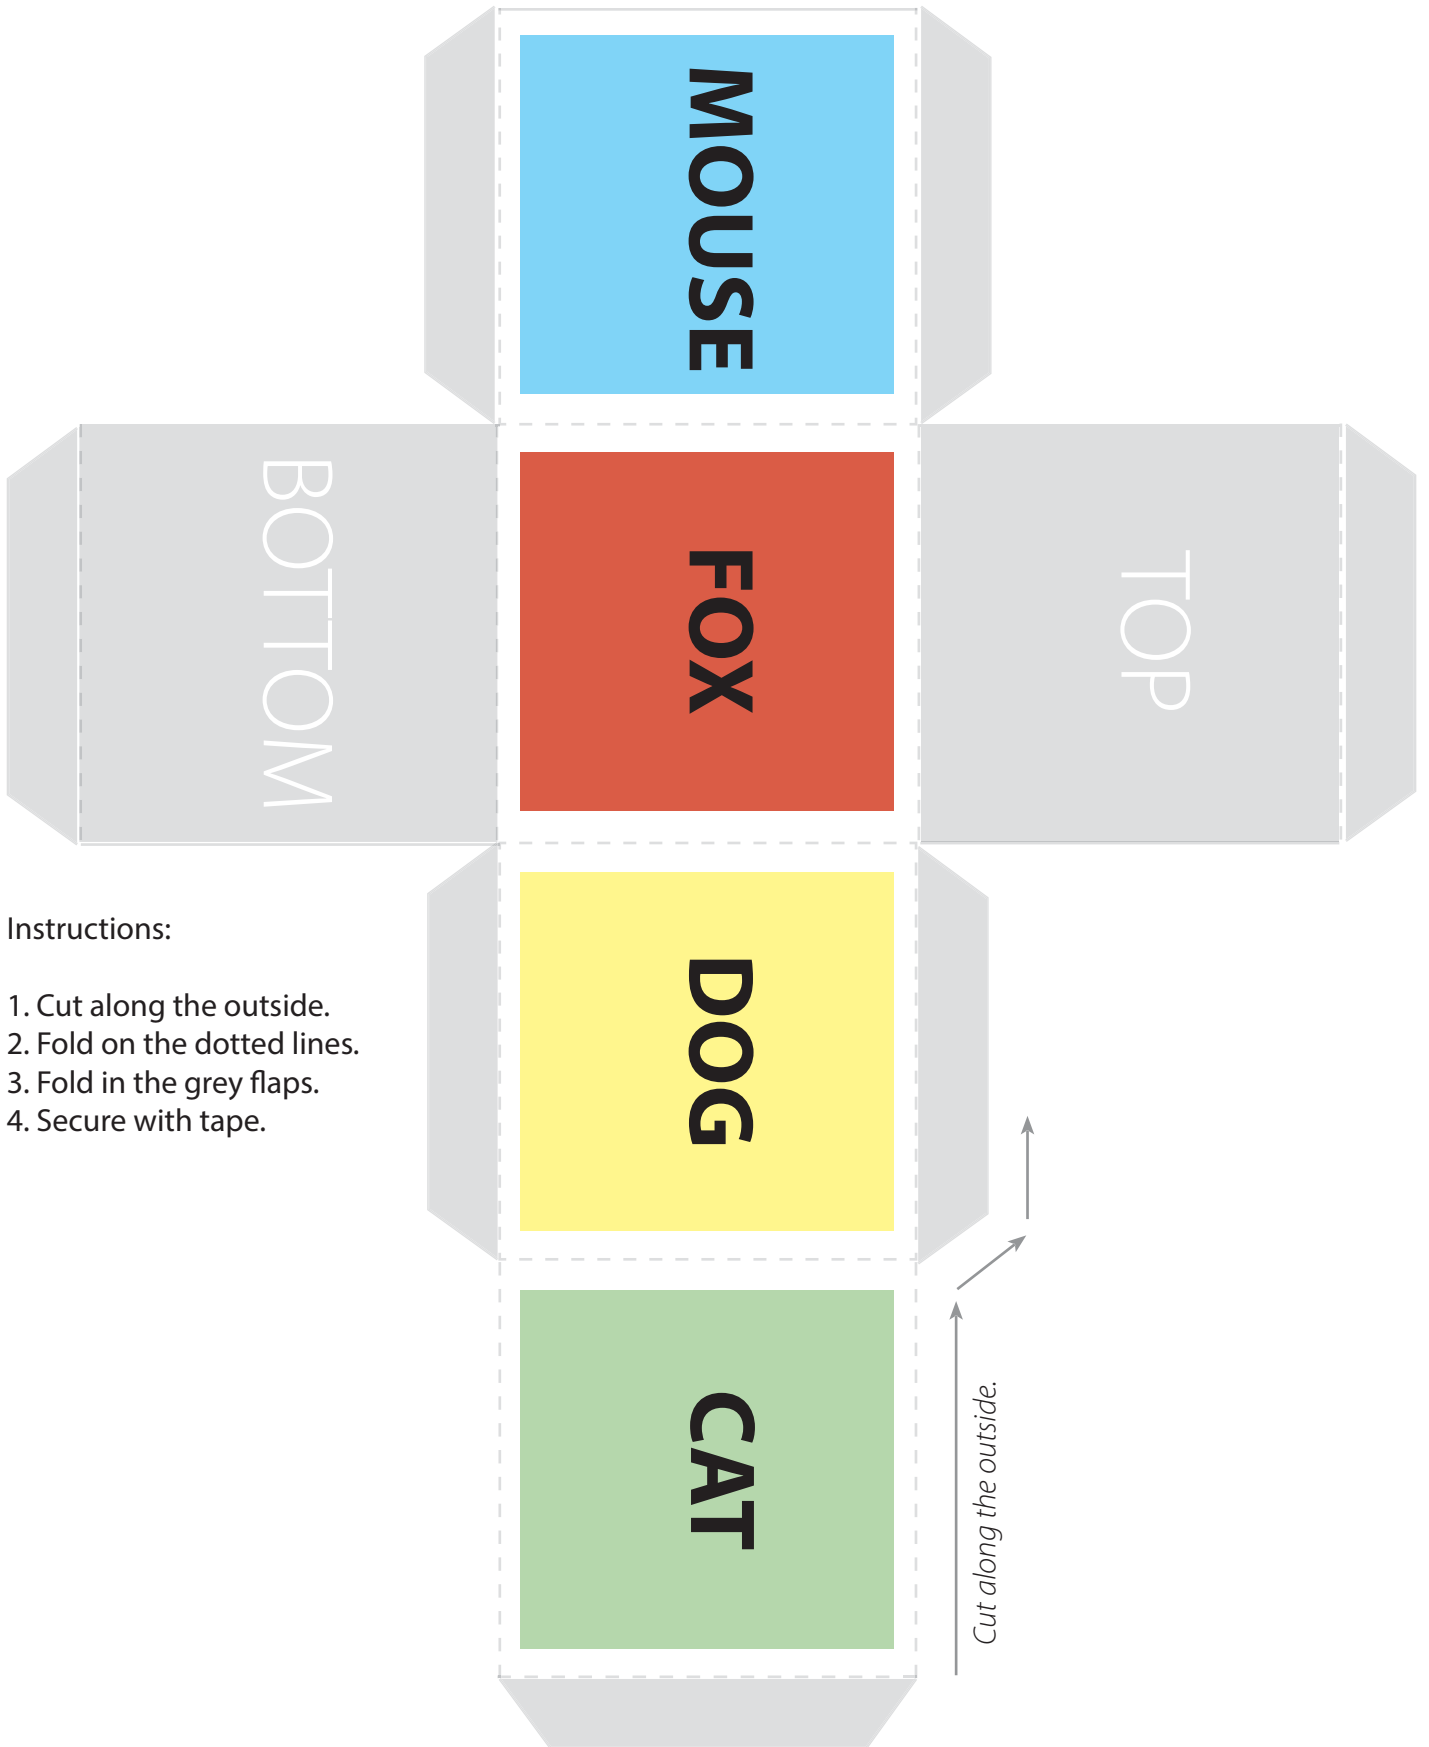 MOUSE
BOTTOM
FOX
TOP
Instructions:
1. Cut along the outside.
2. Fold on the dotted lines.
3. Fold in the grey flaps.
4. Secure with tape.
DOG
CAT
Cut along the outside.